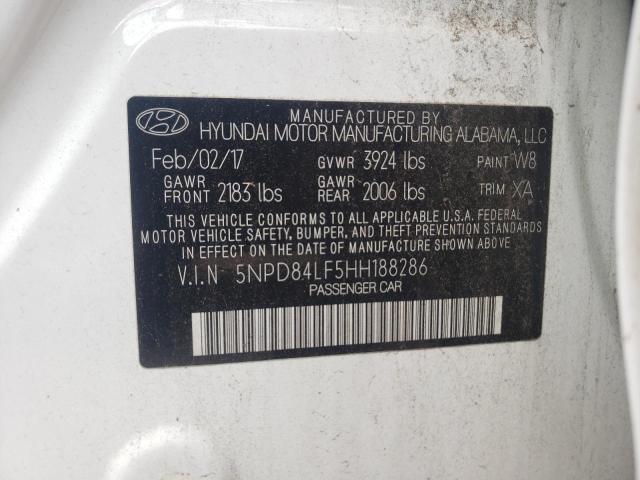 MANUFACTURED BY
HYUNDAI MOTOR MANUFACTURING ALABAMA, LLC
Feb/02/17 GVWR 3924 lbs PAINT W8
GAWR FRONT 2183 lbs GAWR REAR 2006 lbs TRIM XA
THIS VEHICLE CONFORMS TO ALL APPLICABLE U.S.A. FEDERAL
MOTOR VEHICLE SAFETY, BUMPER, AND THEFT PREVENTION STANDARDS
IN EFFECT ON THE DATE OF MANUFACTURE SHOWN ABOVE.
V.I.N 5NPD84LF5HH188286
PASSENGER CAR